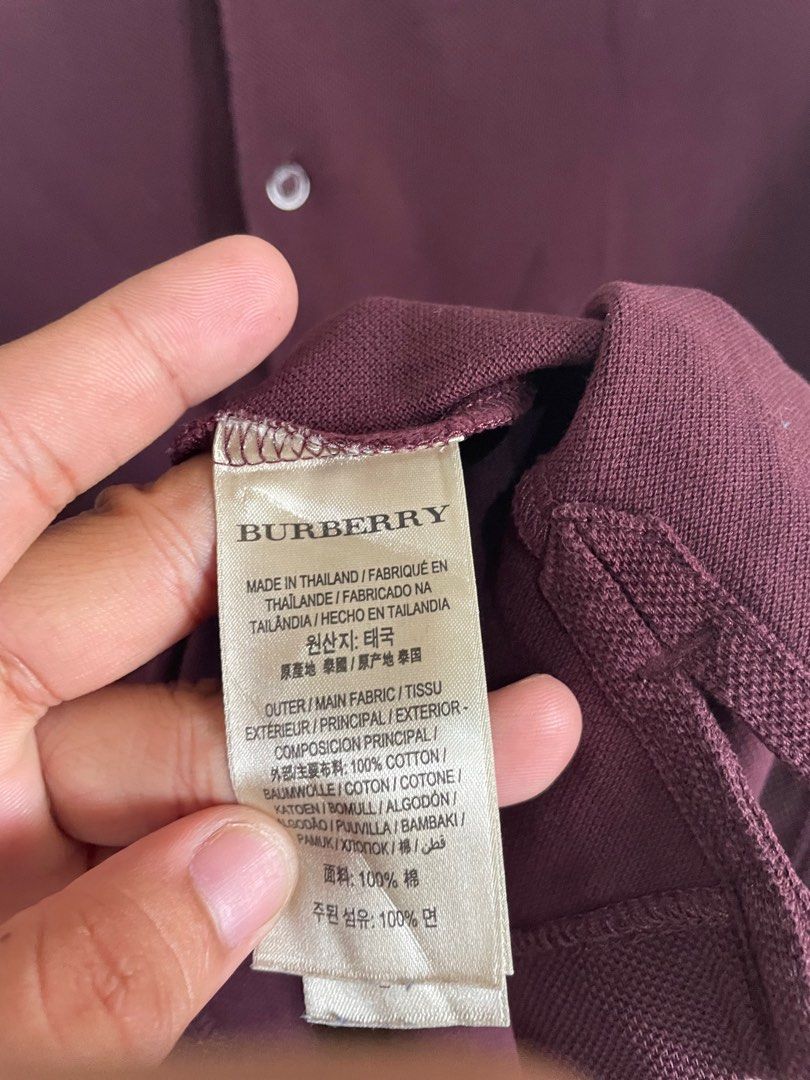 BURBERRY
MADE IN THAILAND / FABRIQUÉ EN
THAÏLANDE / FABRICADO NA
TAILÂNDIA / HECHO EN TAILANDIA
원산지: 태국
原產地 泰國 / 原产地 泰国
OUTER / MAIN FABRIC / TISSU
EXTÉRIEUR / PRINCIPAL / EXTERIOR -
COMPOSICION PRINCIPAL /
外部/主要布料: 100% COTTON /
BAUMWOLLE / COTON / COTONE /
KATOEN / BOMULL / ALGODÓN /
ALGODÃO / PUUVILLA / BAMBAKI /
PAMUK / ХЛОПОК / 棉 / قطن
面料: 100% 棉
주된 섬유: 100% 면